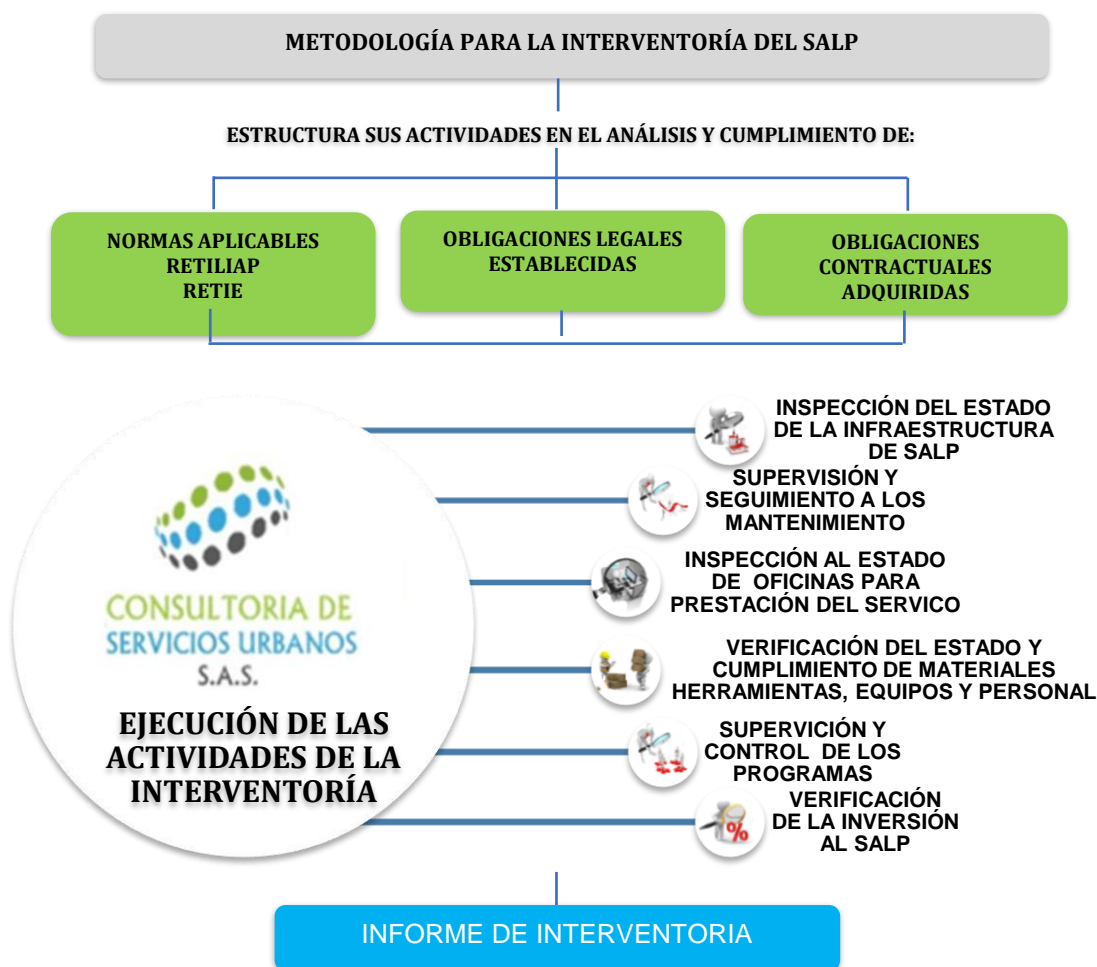 METODOLOGÍA PARA LA INTERVENTORÍA DEL SALP
ESTRUCTURA SUS ACTIVIDADES EN EL ANÁLISIS Y CUMPLIMIENTO DE:
NORMAS APLICABLES
RETILIAP
RETIE
OBLIGACIONES LEGALES
ESTABLECIDAS
OBLIGACIONES
CONTRACTUALES
ADQUIRIDAS
CONSULTORIA DE
SERVICIOS URBANOS
S.A.S.
EJECUCIÓN DE LAS
ACTIVIDADES DE LA
INTERVENTORÍA
INSPECCIÓN DEL ESTADO
DE LA INFRAESTRUCTURA
DE SALP
SUPERVISIÓN Y
SEGUIMIENTO A LOS
MANTENIMIENTO
INSPECCIÓN AL ESTADO
DE OFICINAS PARA
PRESTACIÓN DEL SERVICO
VERIFICACIÓN DEL ESTADO Y
CUMPLIMIENTO DE MATERIALES
HERRAMIENTAS, EQUIPOS Y PERSONAL
SUPERVICIÓN Y
CONTROL DE LOS
PROGRAMAS
%
VERIFICACIÓN
DE LA INVERSIÓN
AL SALP
INFORME DE INTERVENTORIA